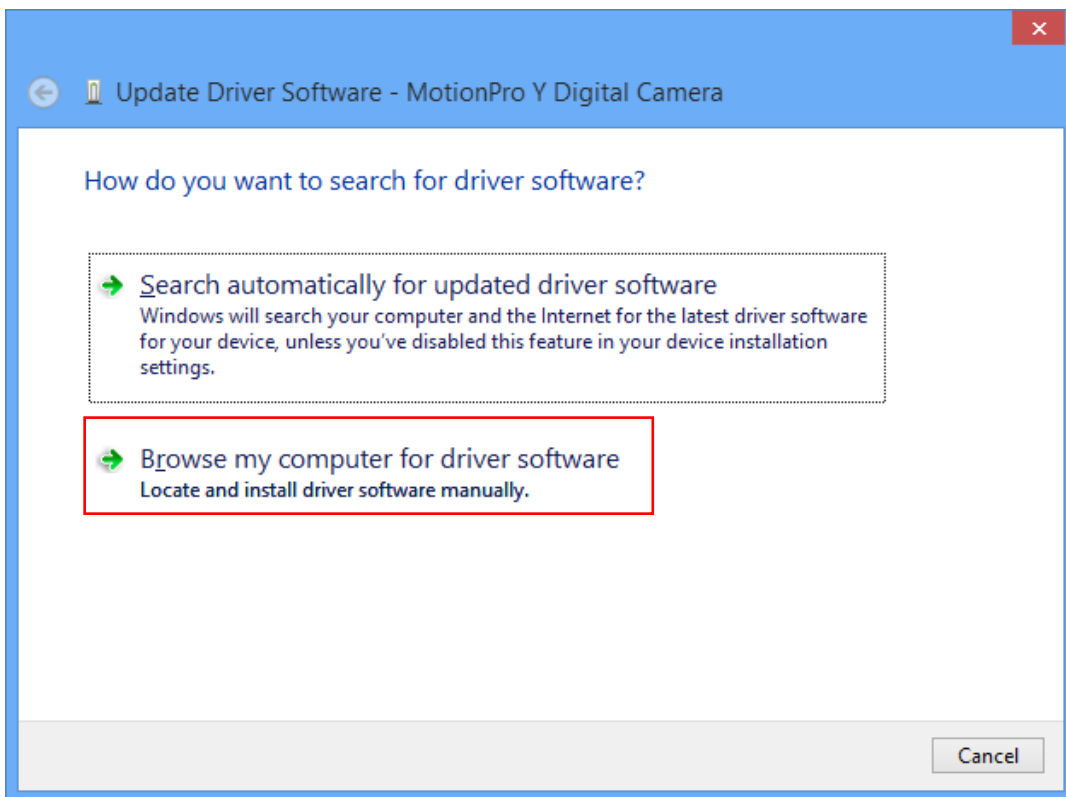 Update Driver Software - MotionPro Y Digital Camera
How do you want to search for driver software?
Search automatically for updated driver software
Windows will search your computer and the Internet for the latest driver software
for your device, unless you've disabled this feature in your device installation
settings.
Browse my computer for driver software
Locate and install driver software manually.
Cancel